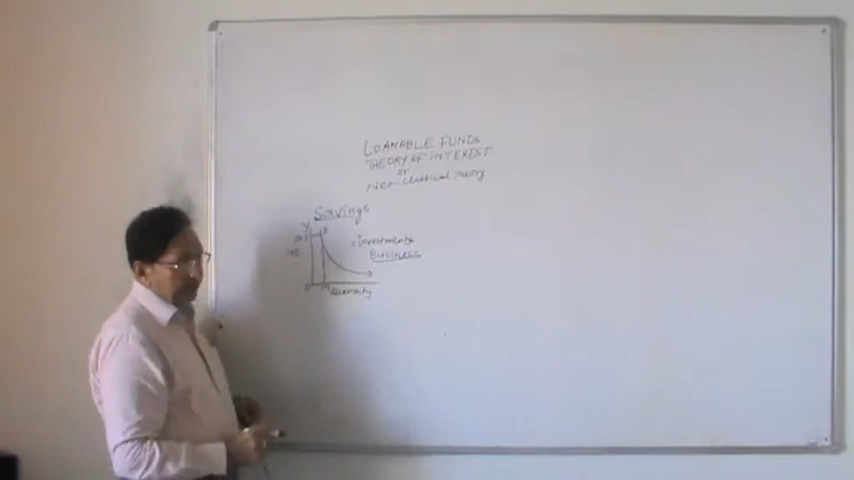 LOANABLE FUNDS
THEORY OF INTEREST
or
Neo-classical Theory
Savings
Y
Investments
Business
Quantity